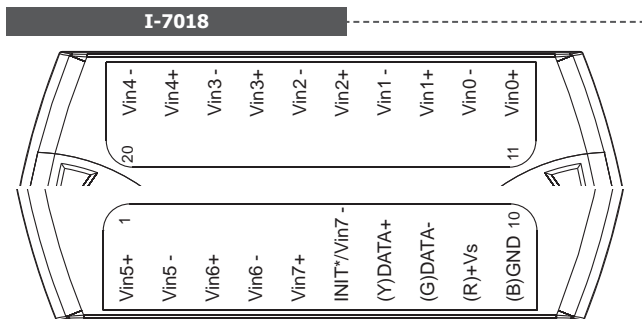 I-7018
Vin4 -
Vin4+
Vin3 -
Vin3+
Vin2 -
Vin2+
Vin1 -
Vin1+
Vin0 -
Vin0+
20
11
1
10
Vin5+
Vin5 -
Vin6+
Vin6 -
Vin7+
INIT*/Vin7 -
(Y)DATA+
(G)DATA-
(R)+Vs
(B)GND